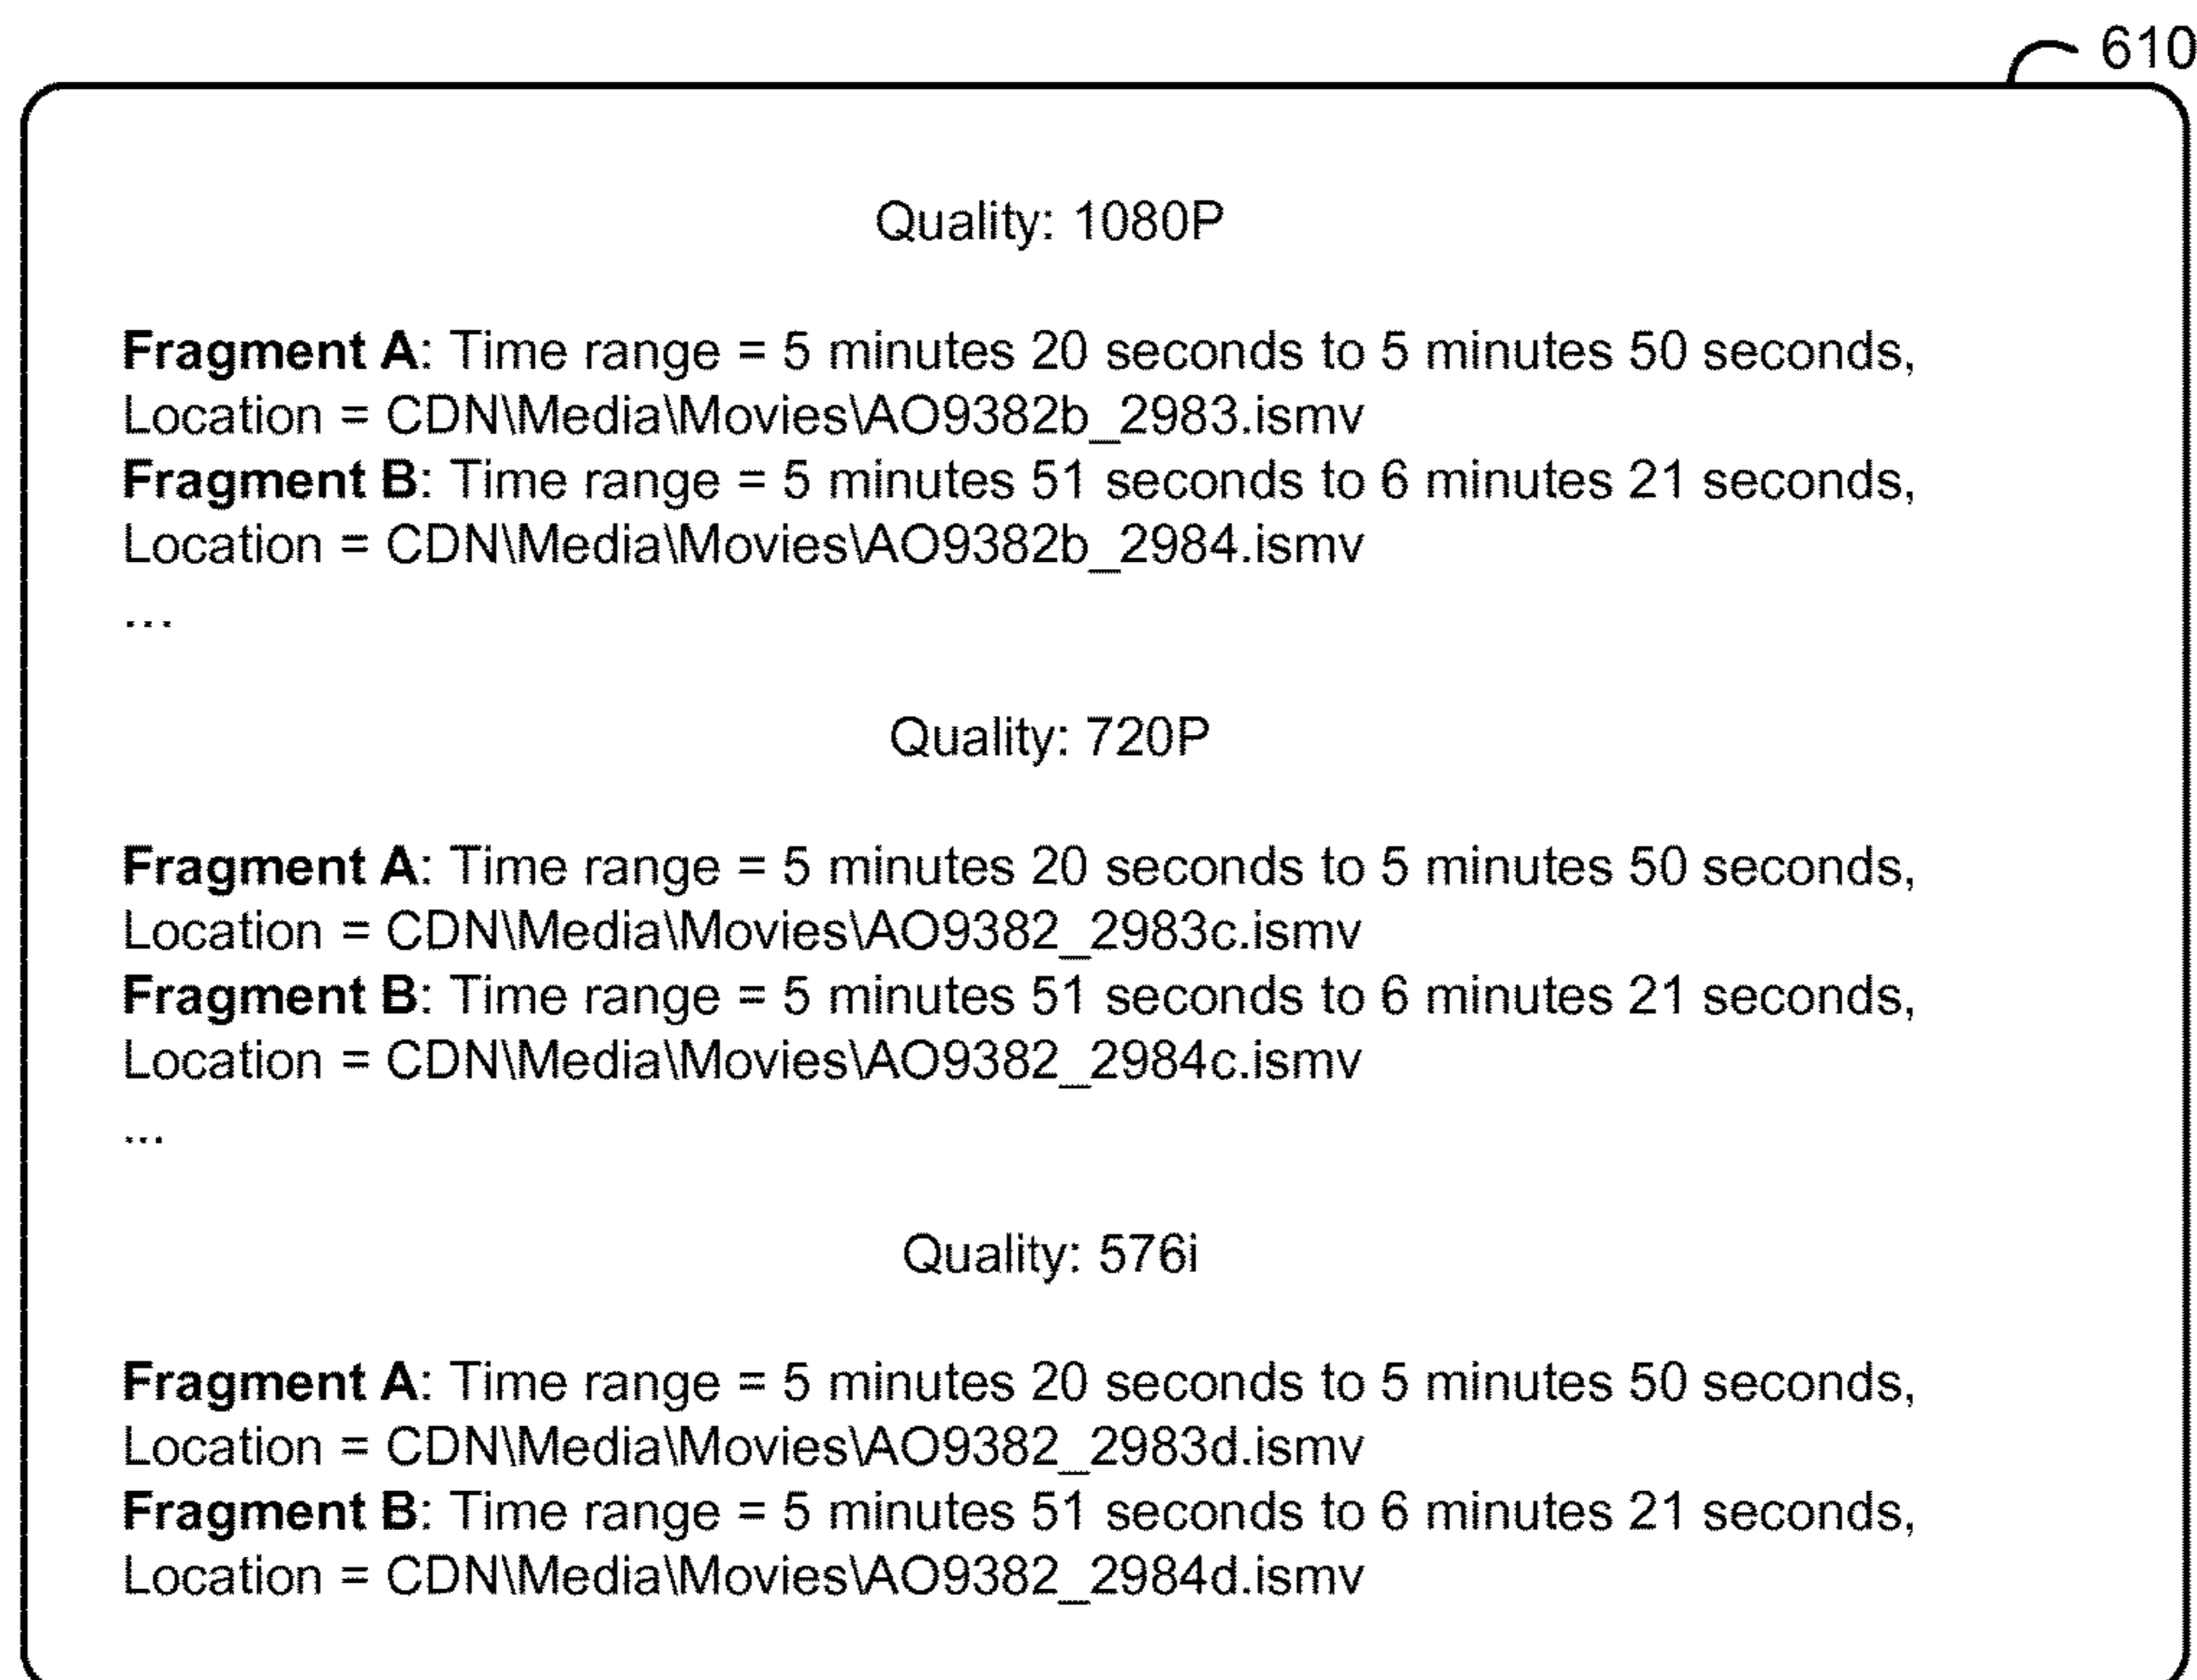 610
Quality: 1080P
Fragment A: Time range = 5 minutes 20 seconds to 5 minutes 50 seconds,
Location = CDN\Media\Movies\AO9382b_2983.ismv
Fragment B: Time range = 5 minutes 51 seconds to 6 minutes 21 seconds,
Location = CDN\Media\Movies\AO9382b_2984.ismv
...
Quality: 720P
Fragment A: Time range = 5 minutes 20 seconds to 5 minutes 50 seconds,
Location = CDN\Media\Movies\AO9382_2983c.ismv
Fragment B: Time range = 5 minutes 51 seconds to 6 minutes 21 seconds,
Location = CDN\Media\Movies\AO9382_2984c.ismv
...
Quality: 576i
Fragment A: Time range = 5 minutes 20 seconds to 5 minutes 50 seconds,
Location = CDN\Media\Movies\AO9382_2983d.ismv
Fragment B: Time range = 5 minutes 51 seconds to 6 minutes 21 seconds,
Location = CDN\Media\Movies\AO9382_2984d.ismv